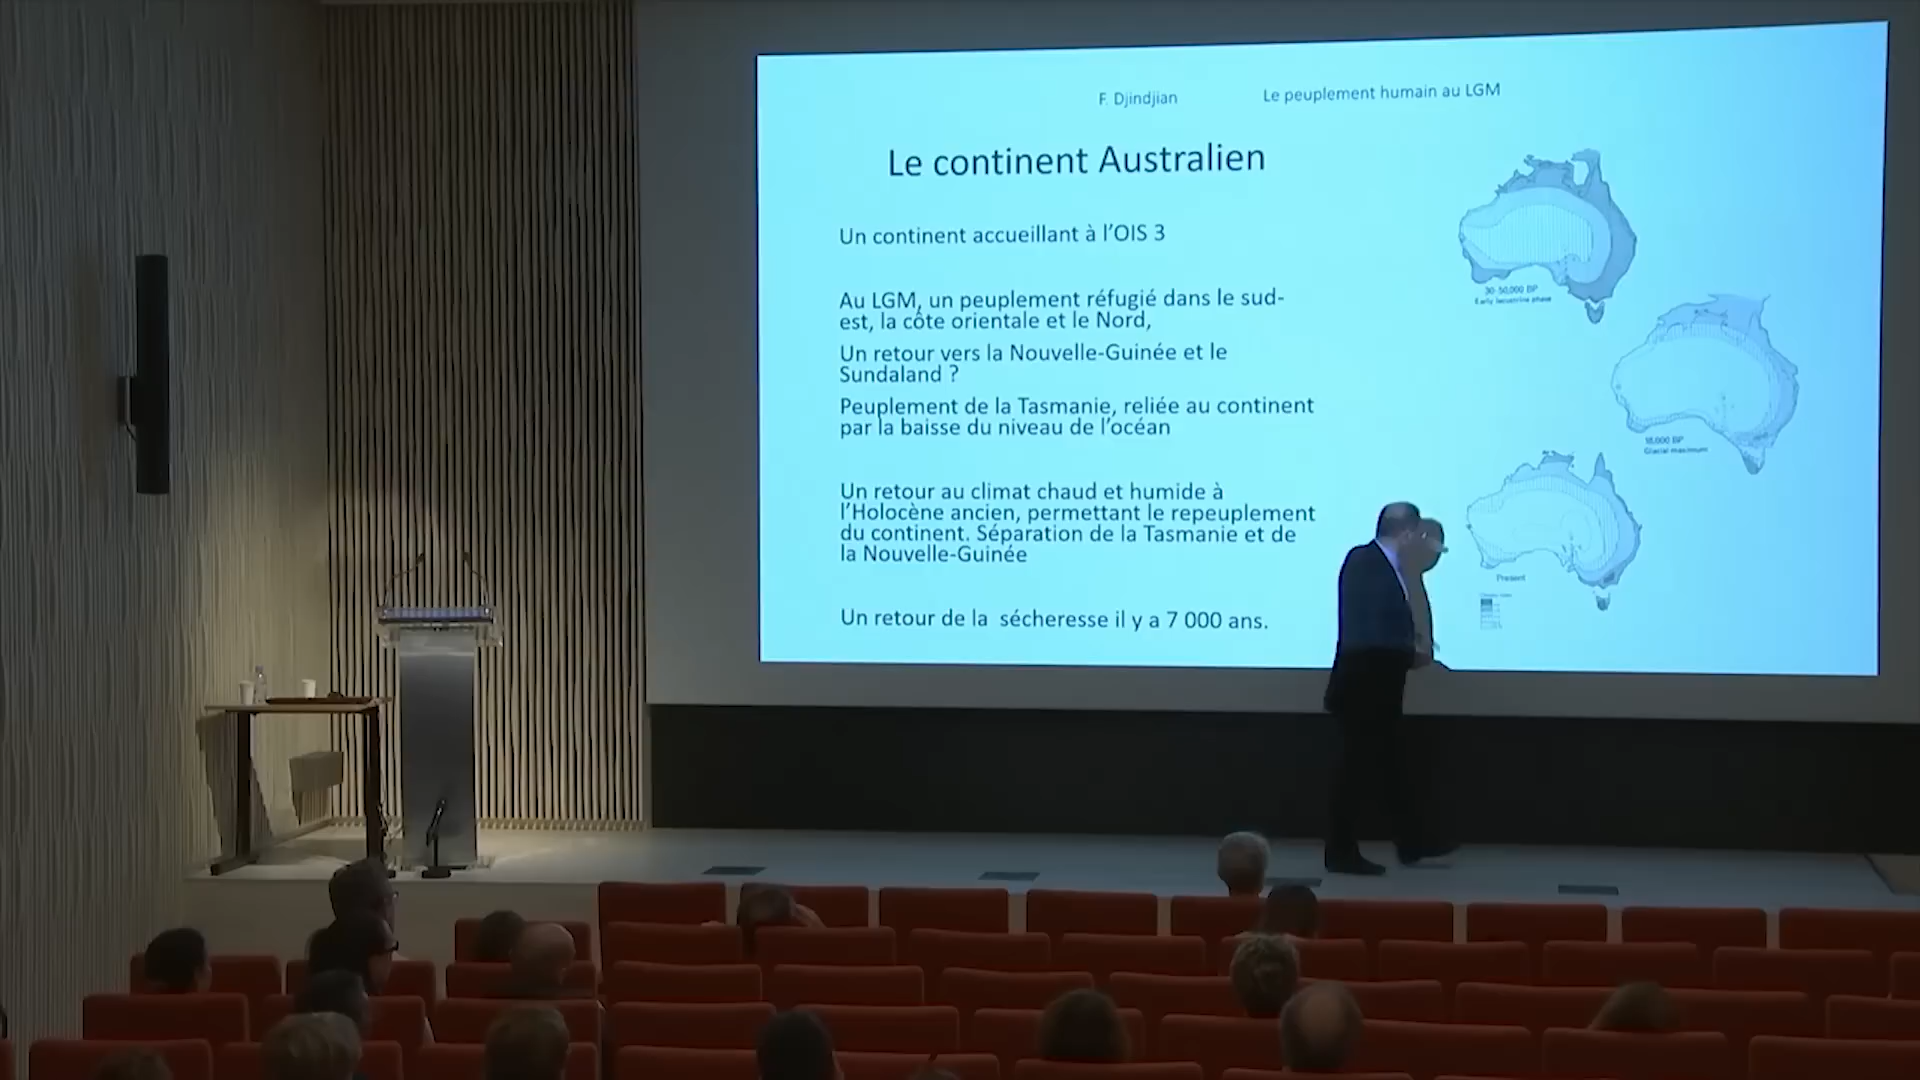 F. Djindjian
Le peuplement humain au LGM
Le continent Australien
Un continent accueillant à l'OIS 3
Au LGM, un peuplement réfugié dans le sud-
est, la côte orientale et le Nord,
Un retour vers la Nouvelle-Guinée et le
Sundaland ?
Peuplement de la Tasmanie, reliée au continent
par la baisse du niveau de l'océan
Un retour au climat chaud et humide à
l'Holocène ancien, permettant le repeuplement
du continent. Séparation de la Tasmanie et de
la Nouvelle-Guinée
Un retour de la sécheresse il y a 7 000 ans.
30-50,000 BP
Early lacustrine phase
18,000 BP
Glacial maximum
Present